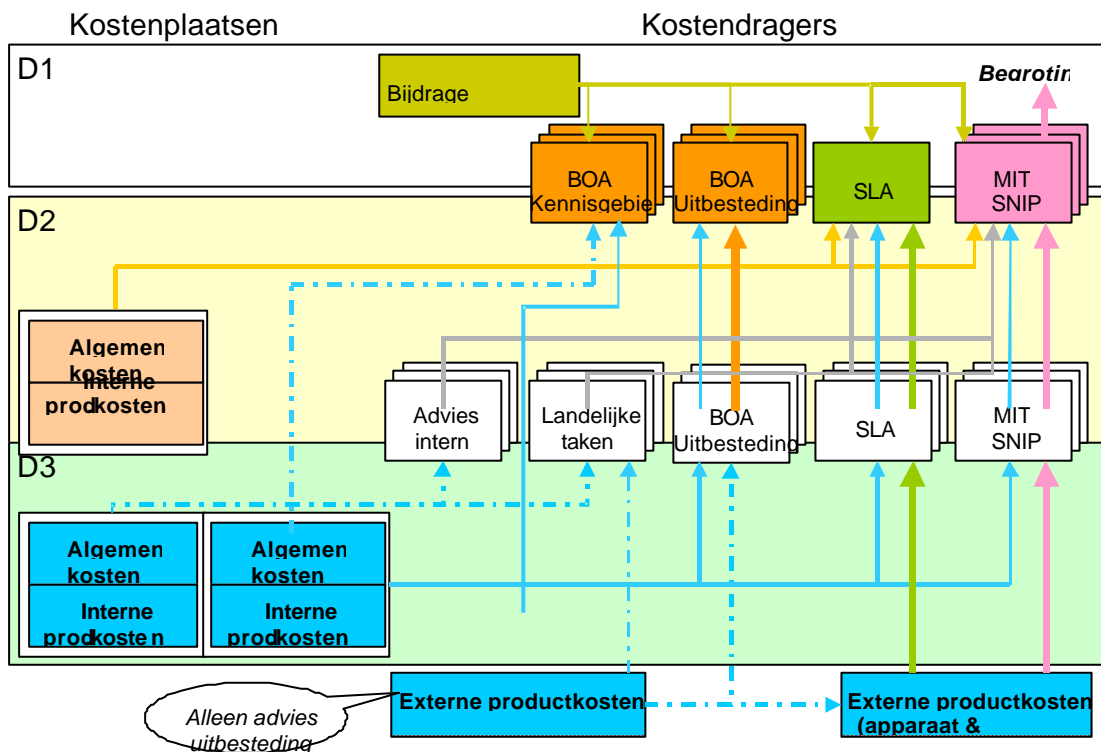 Kostenplaatsen
Kostendragers
D1
Bijdrage
Begrotin
BOA
Kennisgebie
BOA
Uitbesteding
SLA
MIT
SNIP
D2
Algemen
kosten
Interne
prodkosten
Advies
intern
Landelijke
taken
BOA
Uitbesteding
SLA
MIT
SNIP
D3
Algemen
kosten
Interne
prodkosten
Algemen
kosten
Interne
prodkosten
Externe productkosten
Externe productkosten
(apparaat &
Alleen advies
uitbesteding